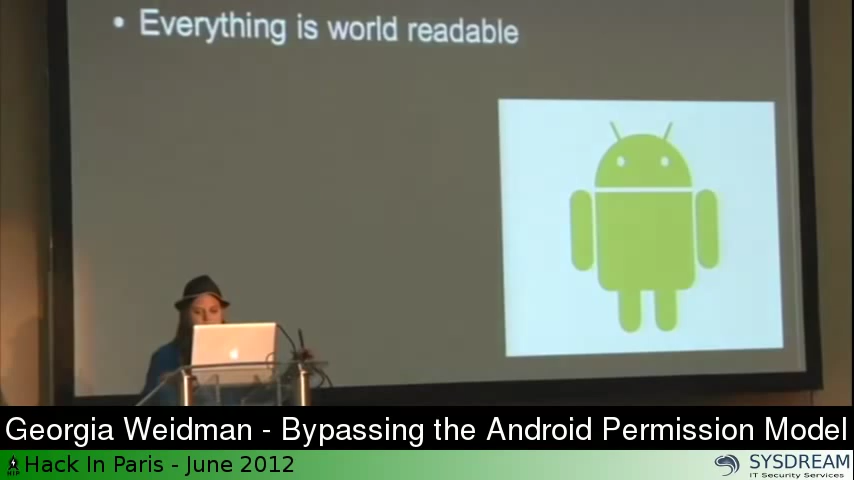 • Everything is world readable
Georgia Weidman - Bypassing the Android Permission Model
HIP
Hack In Paris - June 2012
SYSDREAM
IT Security Services